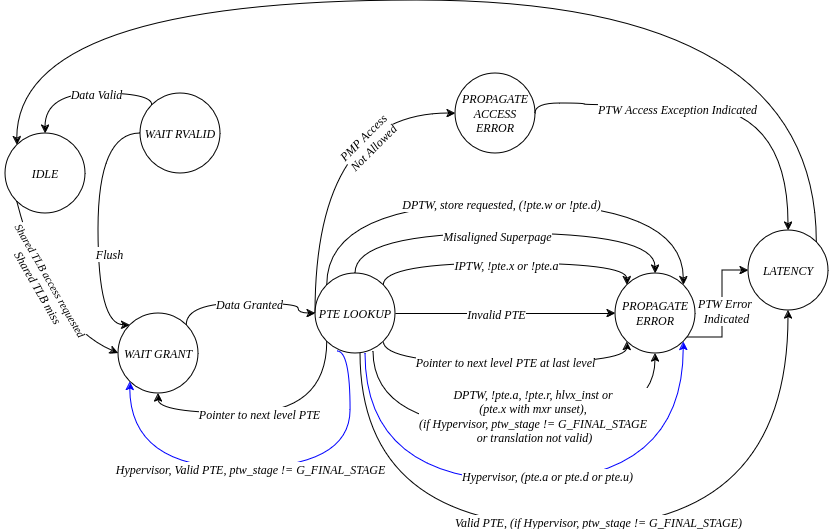 Data Valid
WAIT RVALID
IDLE
PROPAGATE
ACCESS
ERROR
PTW Access Exception Indicated
PMP Access
Not Allowed
DPTW, store requested, (!pte.w or !pte.d)
Misaligned Superpage
IPTW, !pte.x or !pte.a
Flush
Shared TLB access requested
Shared TLB miss
Data Granted
PTE LOOKUP
Invalid PTE
PROPAGATE
ERROR
LATENCY
PTW Error
Indicated
WAIT GRANT
Pointer to next level PTE at last level
Pointer to next level PTE
DPTW, !pte.a, !pte.r, hlvx_inst or
(pte.x with mxr unset),
(if Hypervisor, ptw_stage != G_FINAL_STAGE
or translation not valid)
Hypervisor, Valid PTE, ptw_stage != G_FINAL_STAGE
Hypervisor, (pte.a or pte.d or pte.u)
Valid PTE, (if Hypervisor, ptw_stage != G_FINAL_STAGE)